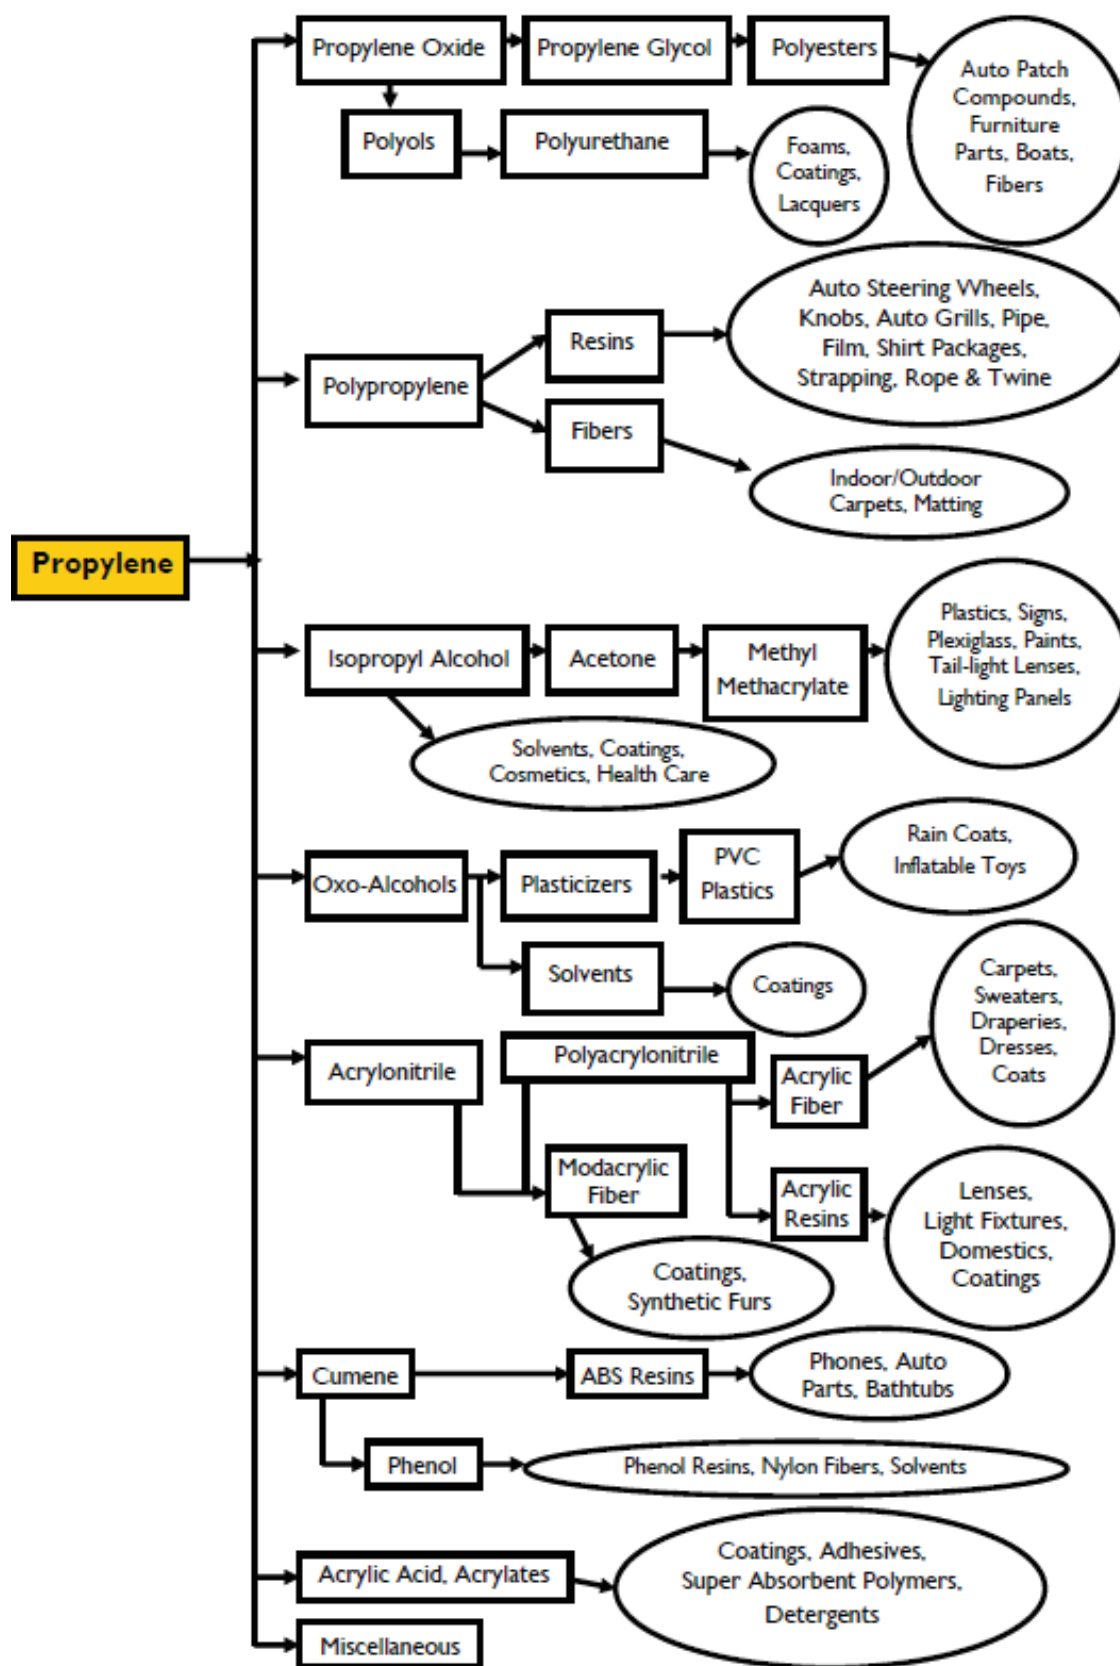 Propylene Oxide
Propylene Glycol
Polyesters
Auto Patch
Compounds,
Furniture
Parts, Boats,
Fibers
Polyols
Polyurethane
Foams,
Coatings,
Lacquers
Polypropylene
Resins
Auto Steering Wheels,
Knobs, Auto Grills, Pipe,
Film, Shirt Packages,
Strapping, Rope & Twine
Fibers
Indoor/Outdoor
Carpets, Matting
Propylene
Isopropyl Alcohol
Acetone
Methyl
Methacrylate
Plastics, Signs,
Plexiglass, Paints,
Tail-light Lenses,
Lighting Panels
Solvents, Coatings,
Cosmetics, Health Care
Oxo-Alcohols
Plasticizers
PVC
Plastics
Rain Coats,
Inflatable Toys
Solvents
Coatings
Acrylonitrile
Polyacrylonitrile
Acrylic
Fiber
Carpets,
Sweaters,
Draperies,
Dresses,
Coats
Modacrylic
Fiber
Acrylic
Resins
Lenses,
Light Fixtures,
Domestics,
Coatings
Coatings,
Synthetic Furs
Cumene
ABS Resins
Phones, Auto
Parts, Bathtubs
Phenol
Phenol Resins, Nylon Fibers, Solvents
Acrylic Acid, Acrylates
Coatings, Adhesives,
Super Absorbent Polymers,
Detergents
Miscellaneous